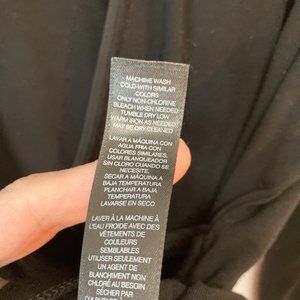 MACHINE WASH
COLD-WITH SIMILAR
COLORS
ONLY NON-CHLORINE
BLEACH WHEN NEEDED
TUMBLE DRY LOW
WARM IRON AS NEEDED
MAY BE DRY CLEANED
LAVAR A MÁQUINA CON
AGUA FRIA CON
COLORES SIMILARES,
USAR BLANQUEADOR
SIN CLORO CUANDO SE
NECESITE,
SECAR A MÁQUINA A
BAJA TEMPERATURA
PLANCHAR A BAJA
TEMPERATURA
LAVARSE EN SECO
LAVER À LA MACHINE À
L'EAU FROIDE AVEC DES
VÊTEMENTS DE
COULEURS
SEMBLABLES
UTILISER SEULEMENT
UN AGENT DE
BLANCHIMENT NON
CHLORÉ AU BESOIN
SÉCHER PAR